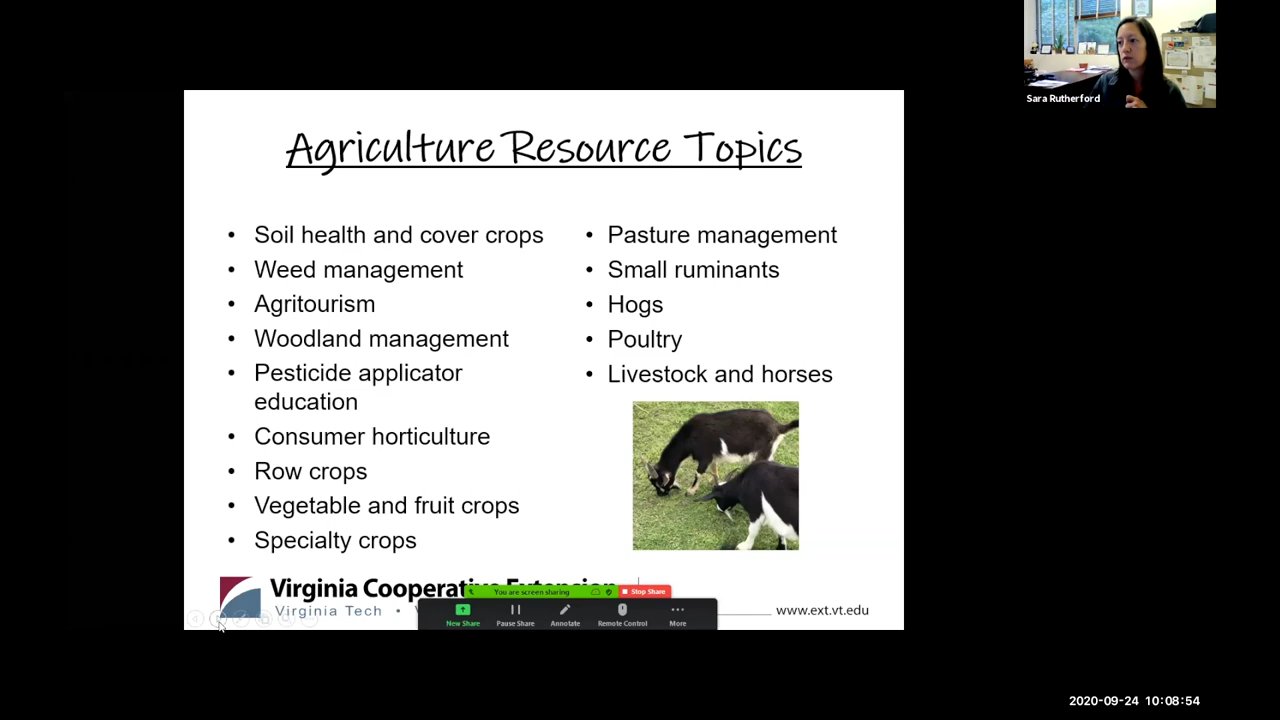 Sara Rutherford
Agriculture Resource Topics
• Soil health and cover crops
• Weed management
• Agritourism
• Woodland management
• Pesticide applicator
education
• Consumer horticulture
• Row crops
• Vegetable and fruit crops
• Specialty crops
• Pasture management
• Small ruminants
• Hogs
• Poultry
• Livestock and horses
Virginia Cooperative Extension
Virginia Tech •
www.ext.vt.edu
You are screen sharing
Stop Share
New Share
Pause Share
Annotate
Remote Control
More
2020-09-24 10:08:54